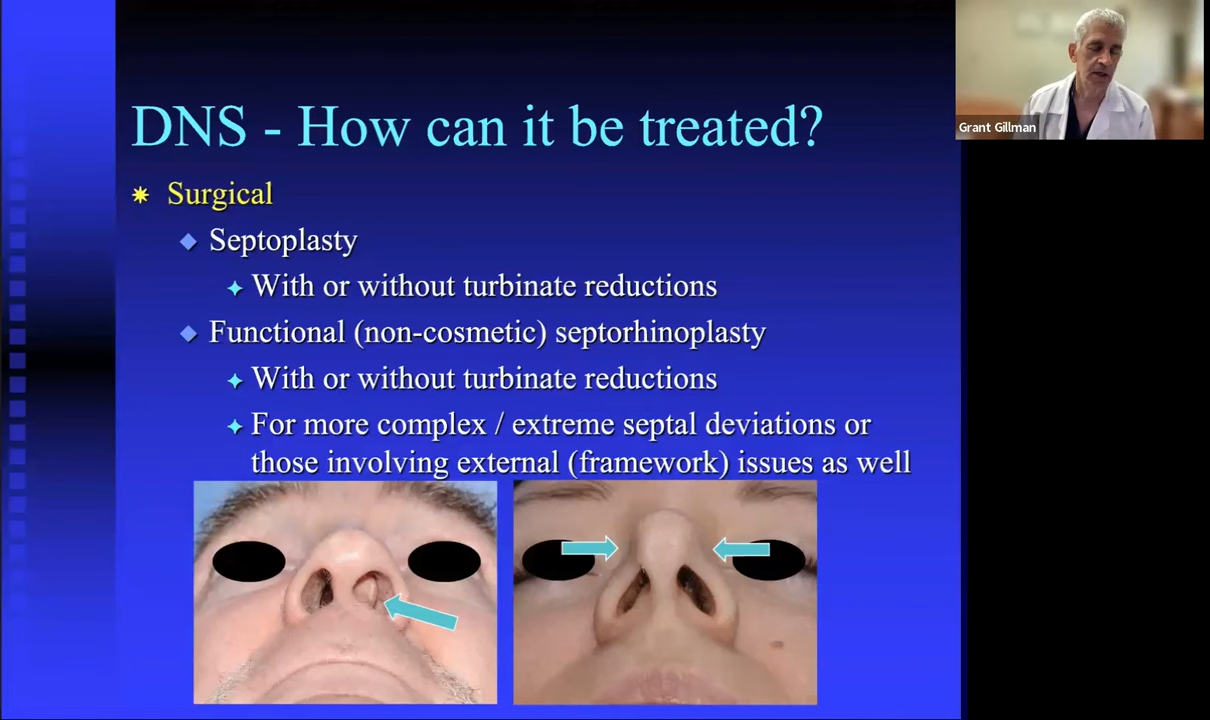 DNS - How can it be treated?
Surgical
Septoplasty
With or without turbinate reductions
Functional (non-cosmetic) septorhinoplasty
With or without turbinate reductions
For more complex / extreme septal deviations or
those involving external (framework) issues as well
Grant Gillman